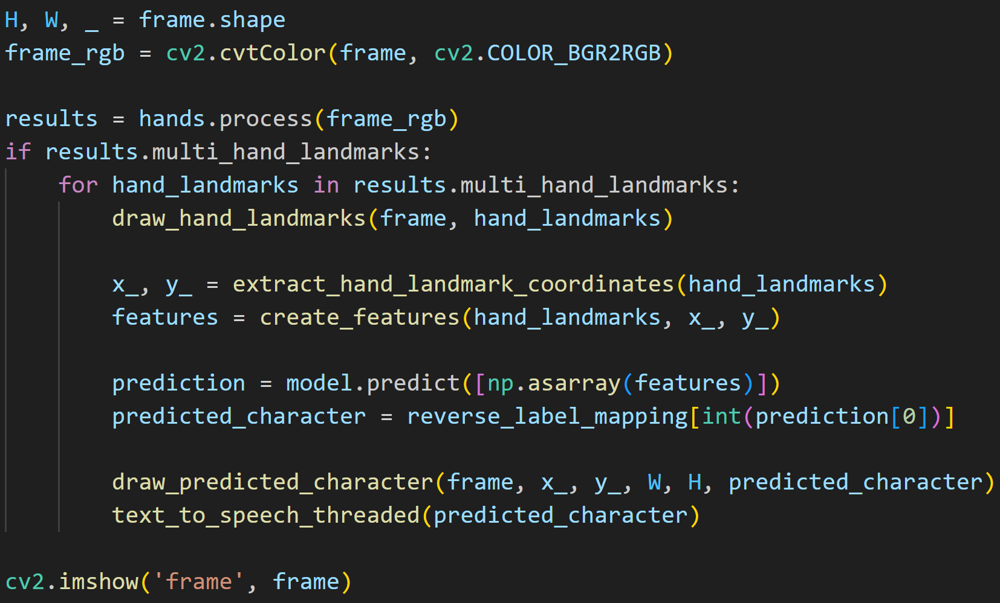 H, W, _ = frame.shape
frame_rgb = cv2.cvtColor(frame, cv2.COLOR_BGR2RGB)

results = hands.process(frame_rgb)
if results.multi_hand_landmarks:
    for hand_landmarks in results.multi_hand_landmarks:
        draw_hand_landmarks(frame, hand_landmarks)

        x_, y_ = extract_hand_landmark_coordinates(hand_landmarks)
        features = create_features(hand_landmarks, x_, y_)

        prediction = model.predict([np.asarray(features)])
        predicted_character = reverse_label_mapping[int(prediction[0])]

        draw_predicted_character(frame, x_, y_, W, H, predicted_character)
        text_to_speech_threaded(predicted_character)

cv2.imshow('frame', frame)